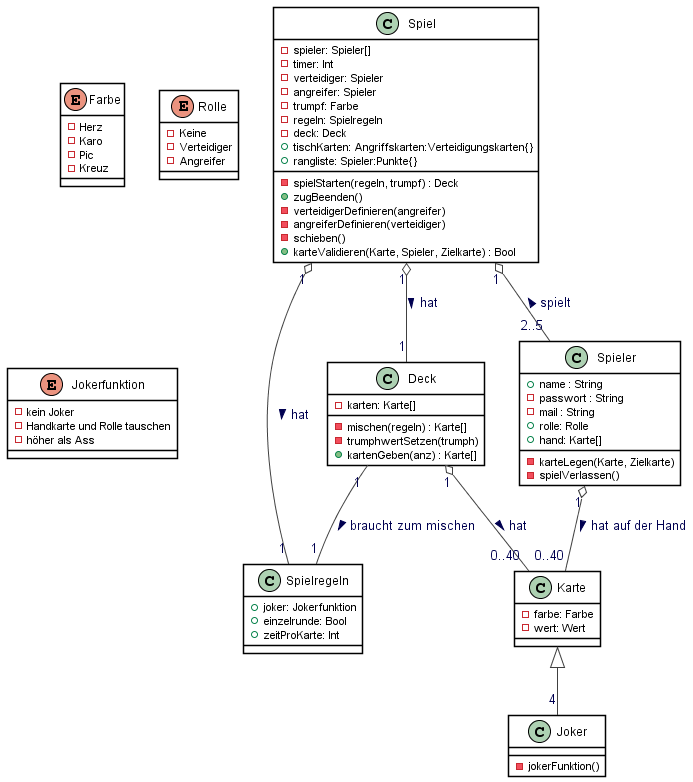 C Spiel
spieler: Spieler[]
timer: Int
verteidiger: Spieler
angreifer: Spieler
trumpf: Farbe
regeln: Spielregeln
deck: Deck
tischKarten: Angriffskarten:Verteidigungskarten{}
rangliste: Spieler:Punkte{}
spielStarten(regeln, trumpf) : Deck
zugBeenden()
verteidigerDefinieren(angreifer)
angreiferDefinieren(verteidiger)
schieben()
karteValidieren(Karte, Spieler, Zielkarte) : Bool
E Farbe
Herz
Karo
Pic
Kreuz
E Rolle
Keine
Verteidiger
Angreifer
1
1
1
hat
spielt
1
2..5
E Jokerfunktion
kein Joker
Handkarte und Rolle tauschen
höher als Ass
hat
C Deck
karten: Karte[]
mischen(regeln) : Karte[]
trumphwertSetzen(trumph)
kartenGeben(anz) : Karte[]
C Spieler
name : String
passwort : String
mail : String
rolle: Rolle
hand: Karte[]
karteLegen(Karte, Zielkarte)
spielVerlassen()
1
1
1
braucht zum mischen
hat
hat auf der Hand
1
1
0..40
0..40
C Spielregeln
joker: Jokerfunktion
einzelrunde: Bool
zeitProKarte: Int
C Karte
farbe: Farbe
wert: Wert
4
C Joker
jokerFunktion()